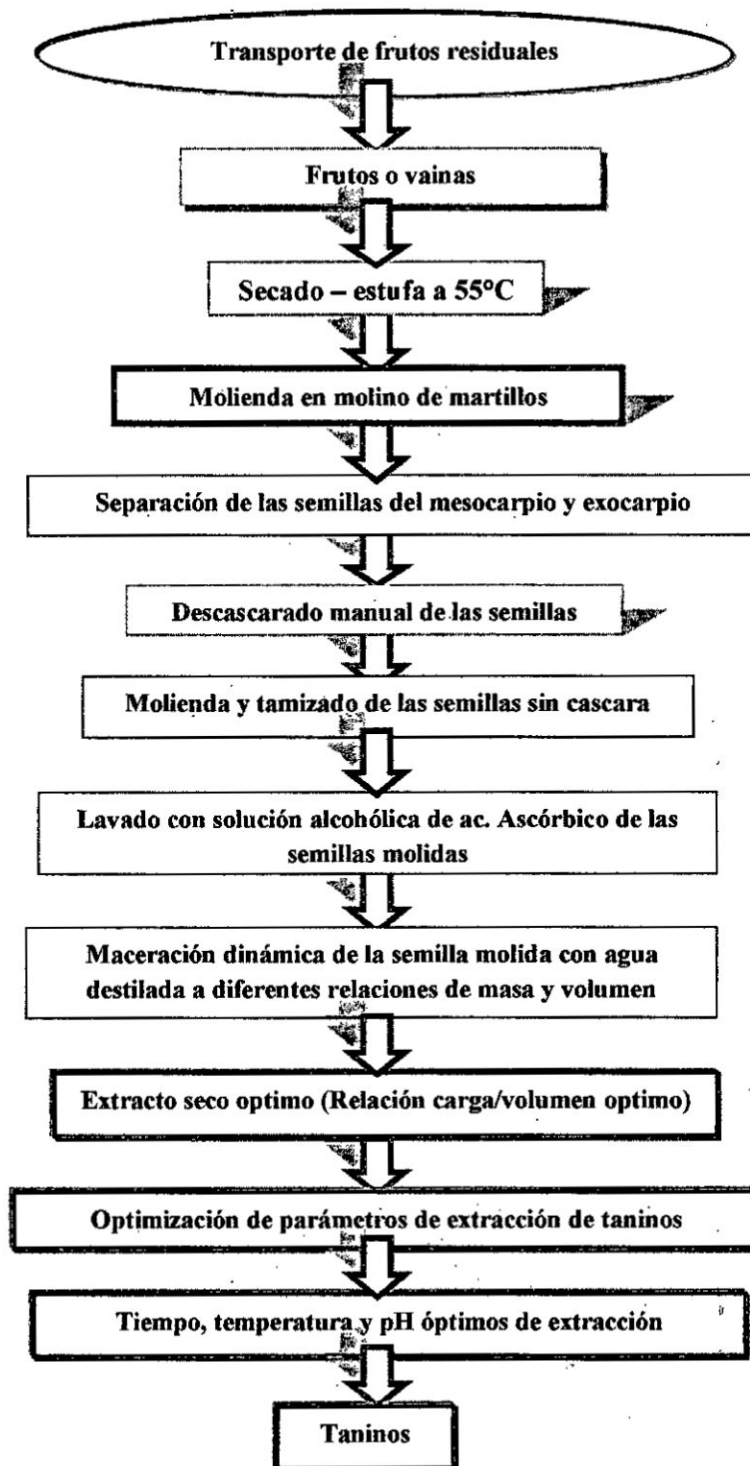 Transporte de frutos residuales
Frutos o vainas
Secado – estufa a 55°C
Molienda en molino de martillos
Separación de las semillas del mesocarpio y exocarpio
Descascarado manual de las semillas
Molienda y tamizado de las semillas sin cascara
Lavado con solución alcohólica de ac. Ascórbico de las
semillas molidas
Maceración dinámica de la semilla molida con agua
destilada a diferentes relaciones de masa y volumen
Extracto seco optimo (Relación carga/volumen optimo)
Optimización de parámetros de extracción de taninos
Tiempo, temperatura y pH óptimos de extracción
Taninos